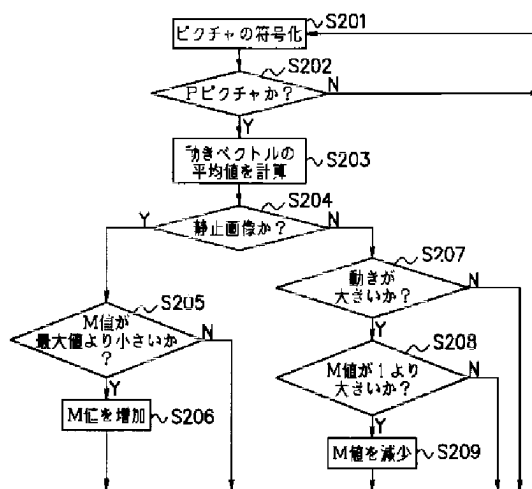 S201
ピクチャの符号化
S202
Pピクチャか?
N
Y
動きベクトルの
平均値を計算
S203
S204
Y
静止画像か?
N
S207
動きが
大きいか?
N
S205
M値が
最大値より小さいか
?
N
Y
S208
M値が1より
大きいか?
N
Y
M値を増加
S206
Y
M値を減少
S209